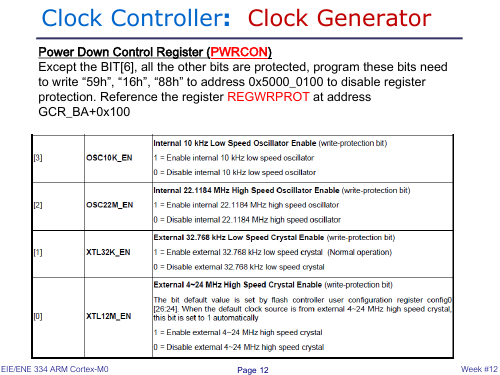 Clock Controller: Clock Generator
Power Down Control Register (PWRCON)
Except the BIT[6], all the other bits are protected, program these bits need
to write “59h”, “16h”, “88h” to address 0x5000_0100 to disable register
protection. Reference the register REGWRPROT at address
GCR_BA+0x100
[3]
OSC10K_EN
Internal 10 kHz Low Speed Oscillator Enable (write-protection bit)
1 = Enable internal 10 kHz low speed oscillator
0 = Disable internal 10 kHz low speed oscillator
[2]
OSC22M_EN
Internal 22.1184 MHz High Speed Oscillator Enable (write-protection bit)
1 = Enable internal 22.1184 MHz high speed oscillator
0 = Disable internal 22.1184 MHz high speed oscillator
[1]
XTL32K_EN
External 32.768 kHz Low Speed Crystal Enable (write-protection bit)
1 = Enable external 32.768 kHz low speed crystal (Normal operation)
0 = Disable external 32.768 kHz low speed crystal
[0]
XTL12M_EN
External 4~24 MHz High Speed Crystal Enable (write-protection bit)
The bit default value is set by flash controller user configuration register config0
[26:24]. When the default clock source is from external 4~24 MHz high speed crystal,
this bit is set to 1 automatically
1 = Enable external 4~24 MHz high speed crystal
0 = Disable external 4~24 MHz high speed crystal
EIE/ENE 334 ARM Cortex-M0
Page 12
Week #12